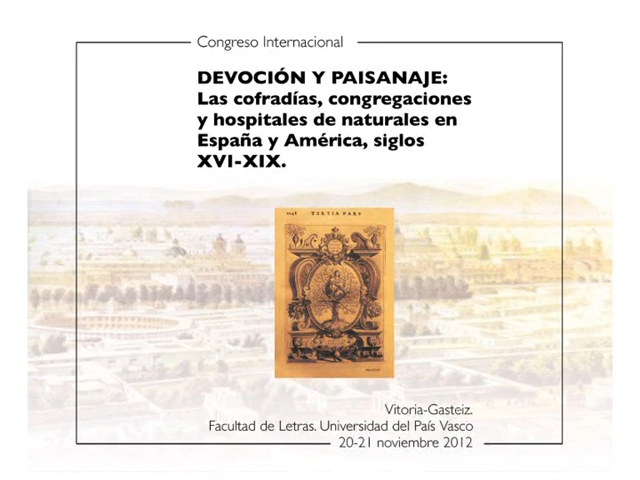 Congreso Internacional
DEVOCIÓN Y PAISANAJE:
Las cofradías, congregaciones
y hospitales de naturales en
España y América, siglos
XVI-XIX.
TERTIA PARS
Vitoria-Gasteiz.
Facultad de Letras. Universidad del País Vasco
20-21 noviembre 2012